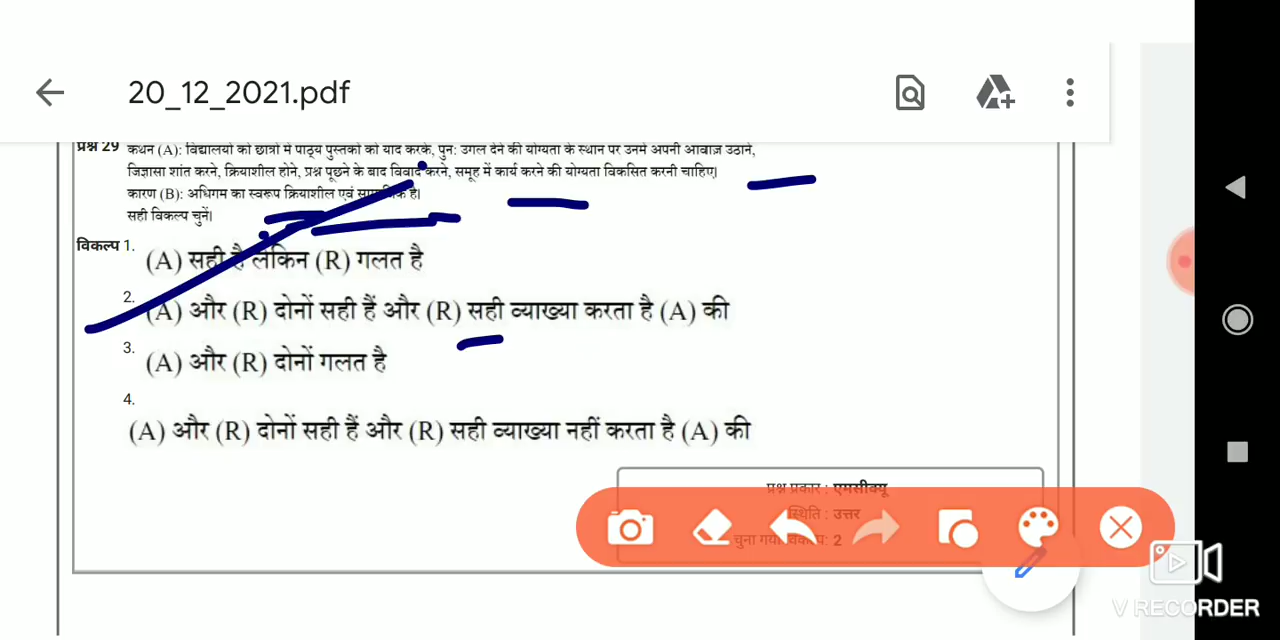 20_12_2021.pdf
प्रश्न 29 कथन (A): विद्यालयों को छात्रों में पाठ्य पुस्तकों को याद करके, पुन: उगल देने की योग्यता के स्थान पर उनमें अपनी आवाज़ उठाने,
जिज्ञासा शांत करने, क्रियाशील होने, प्रश्न पूछने के बाद विवाद करने, समूह में कार्य करने की योग्यता विकसित करनी चाहिए।
कारण (B): अधिगम का स्वरूप क्रियाशील एवं सामाजिक है।
सही विकल्प चुनें।
विकल्प 1. (A) सही है लेकिन (R) गलत है
2. (A) और (R) दोनों सही हैं और (R) सही व्याख्या करता है (A) की
3. (A) और (R) दोनों गलत है
4. (A) और (R) दोनों सही हैं और (R) सही व्याख्या नहीं करता है (A) की
प्रश्न प्रकार : एमसीक्यू
स्थिति : उत्तर
चुना गया विकल्प: 2
V RECORDER